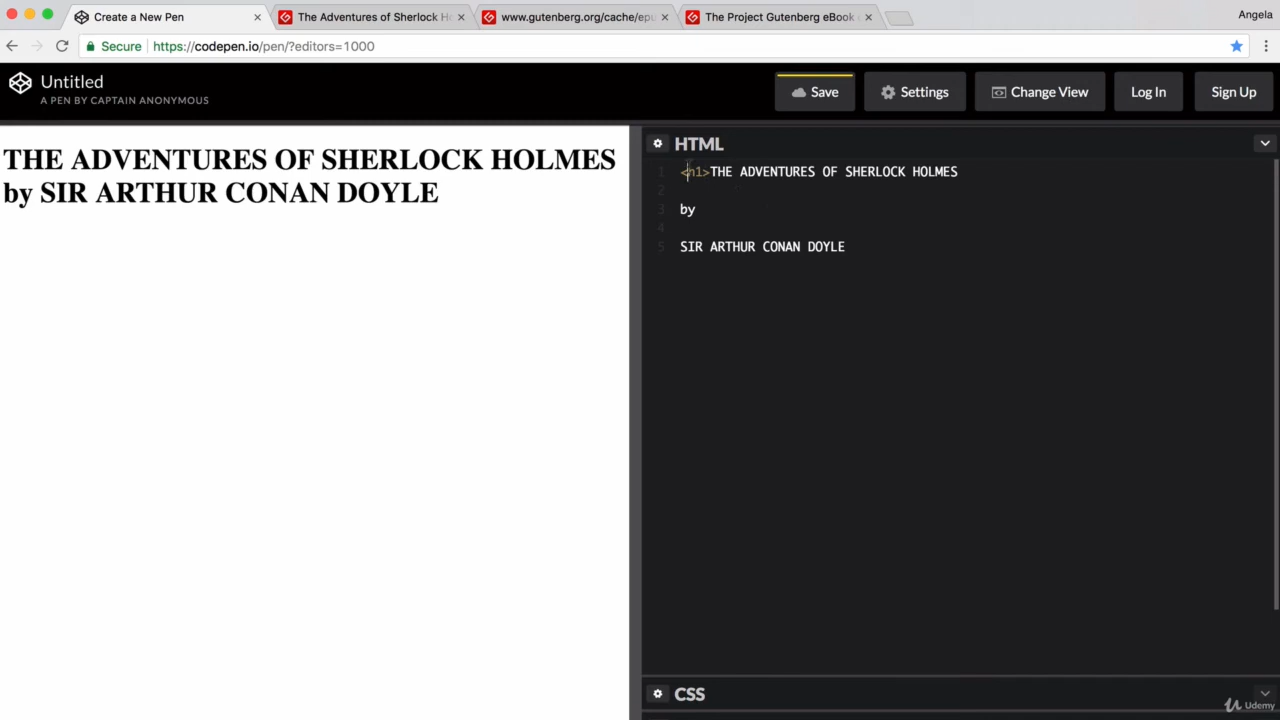 Create a New Pen
The Adventures of Sherlock H
www.gutenberg.org/cache/epu
The Project Gutenberg eBook
Angela
Secure
https://codepen.io/pen/?editors=1000
Untitled
A PEN BY CAPTAIN ANONYMOUS
Save
Settings
Change View
Log In
Sign Up
THE ADVENTURES OF SHERLOCK HOLMES
by SIR ARTHUR CONAN DOYLE
HTML
1 <h1>THE ADVENTURES OF SHERLOCK HOLMES
2
3 by
4
5 SIR ARTHUR CONAN DOYLE
CSS
Udemy